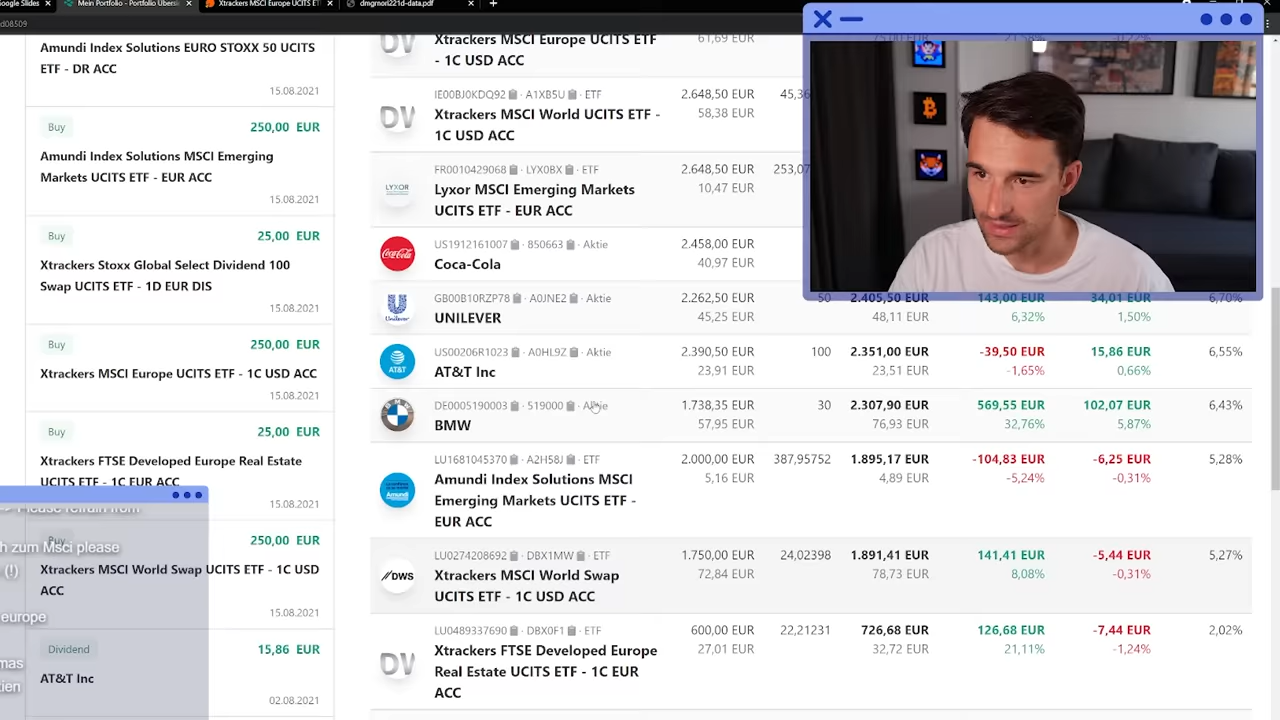 Google Slides
Mein Portfolio - Portfolio Übersi
Xtrackers MSCI Europe UCITS ET
dmgrnori221d-data.pdf
d08509
Amundi Index Solutions EURO STOXX 50 UCITS
ETF - DR ACC
15.08.2021
Buy 250,00 EUR
Amundi Index Solutions MSCI Emerging
Markets UCITS ETF - EUR ACC
15.08.2021
Buy 25,00 EUR
Xtrackers Stoxx Global Select Dividend 100
Swap UCITS ETF - 1D EUR DIS
15.08.2021
Buy 250,00 EUR
Xtrackers MSCI Europe UCITS ETF - 1C USD ACC
15.08.2021
Buy 25,00 EUR
Xtrackers FTSE Developed Europe Real Estate
UCITS ETF - 1C EUR ACC
15.08.2021
Buy 250,00 EUR
Xtrackers MSCI World Swap UCITS ETF - 1C USD
ACC
15.08.2021
Dividend 15,86 EUR
AT&T Inc
02.08.2021
Please refrain from
h zum Msci please
(!)
europe
mas
ien
Xtrackers MSCI Europe UCITS ETF 61,69 EUR
- 1C USD ACC
IE00BJ0KDQ92 · A1XB5U · ETF 2.648,50 EUR 45,36
Xtrackers MSCI World UCITS ETF - 58,38 EUR
1C USD ACC
FR0010429068 · LYX0BX · ETF 2.648,50 EUR 253,07
LYXOR Lyxor MSCI Emerging Markets 10,47 EUR
UCITS ETF - EUR ACC
US1912161007 · 850663 · Aktie 2.458,00 EUR
Coca-Cola Coca-Cola 40,97 EUR
GB00B10RZP78 · A0JNE2 · Aktie 2.262,50 EUR 50 2.405,50 EUR 143,00 EUR 34,01 EUR 6,70%
Unilever UNILEVER 45,25 EUR 48,11 EUR 6,32% 1,50%
US00206R1023 · A0HL9Z · Aktie 2.390,50 EUR 100 2.351,00 EUR -39,50 EUR 15,86 EUR 6,55%
AT&T AT&T Inc 23,91 EUR 23,51 EUR -1,65% 0,66%
DE0005190003 · 519000 · Aktie 1.738,35 EUR 30 2.307,90 EUR 569,55 EUR 102,07 EUR 6,43%
BMW BMW 57,95 EUR 76,93 EUR 32,76% 5,87%
LU1681045370 · A2H58J · ETF 2.000,00 EUR 387,95752 1.895,17 EUR -104,83 EUR -6,25 EUR 5,28%
Amundi Amundi Index Solutions MSCI 5,16 EUR 4,89 EUR -5,24% -0,31%
Emerging Markets UCITS ETF -
EUR ACC
LU0274208692 · DBX1MW · ETF 1.750,00 EUR 24,02398 1.891,41 EUR 141,41 EUR -5,44 EUR 5,27%
DWS Xtrackers MSCI World Swap 72,84 EUR 78,73 EUR 8,08% -0,31%
UCITS ETF - 1C USD ACC
LU0489337690 · DBX0F1 · ETF 600,00 EUR 22,21231 726,68 EUR 126,68 EUR -7,44 EUR 2,02%
Xtrackers FTSE Developed Europe 27,01 EUR 32,72 EUR 21,11% -1,24%
Real Estate UCITS ETF - 1C EUR
ACC